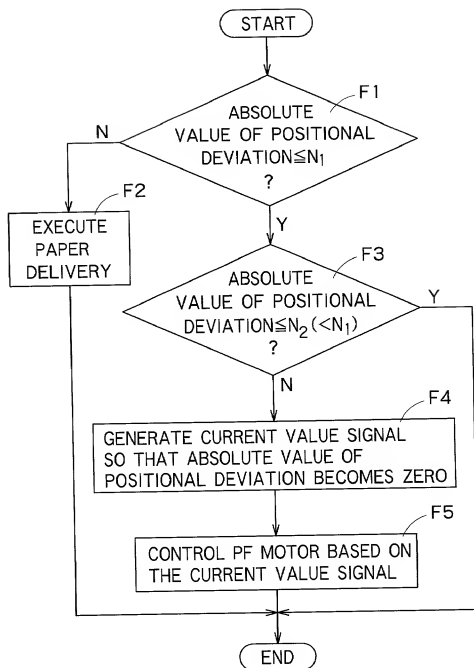 START
F1
ABSOLUTE
VALUE OF POSITIONAL
DEVIATION≦N₁
?
N
Y
F2
EXECUTE
PAPER
DELIVERY
F3
ABSOLUTE
VALUE OF POSITIONAL
DEVIATION≦N₂(<N₁)
?
Y
N
F4
GENERATE CURRENT VALUE SIGNAL
SO THAT ABSOLUTE VALUE OF
POSITIONAL DEVIATION BECOMES ZERO
F5
CONTROL PF MOTOR BASED ON
THE CURRENT VALUE SIGNAL
END